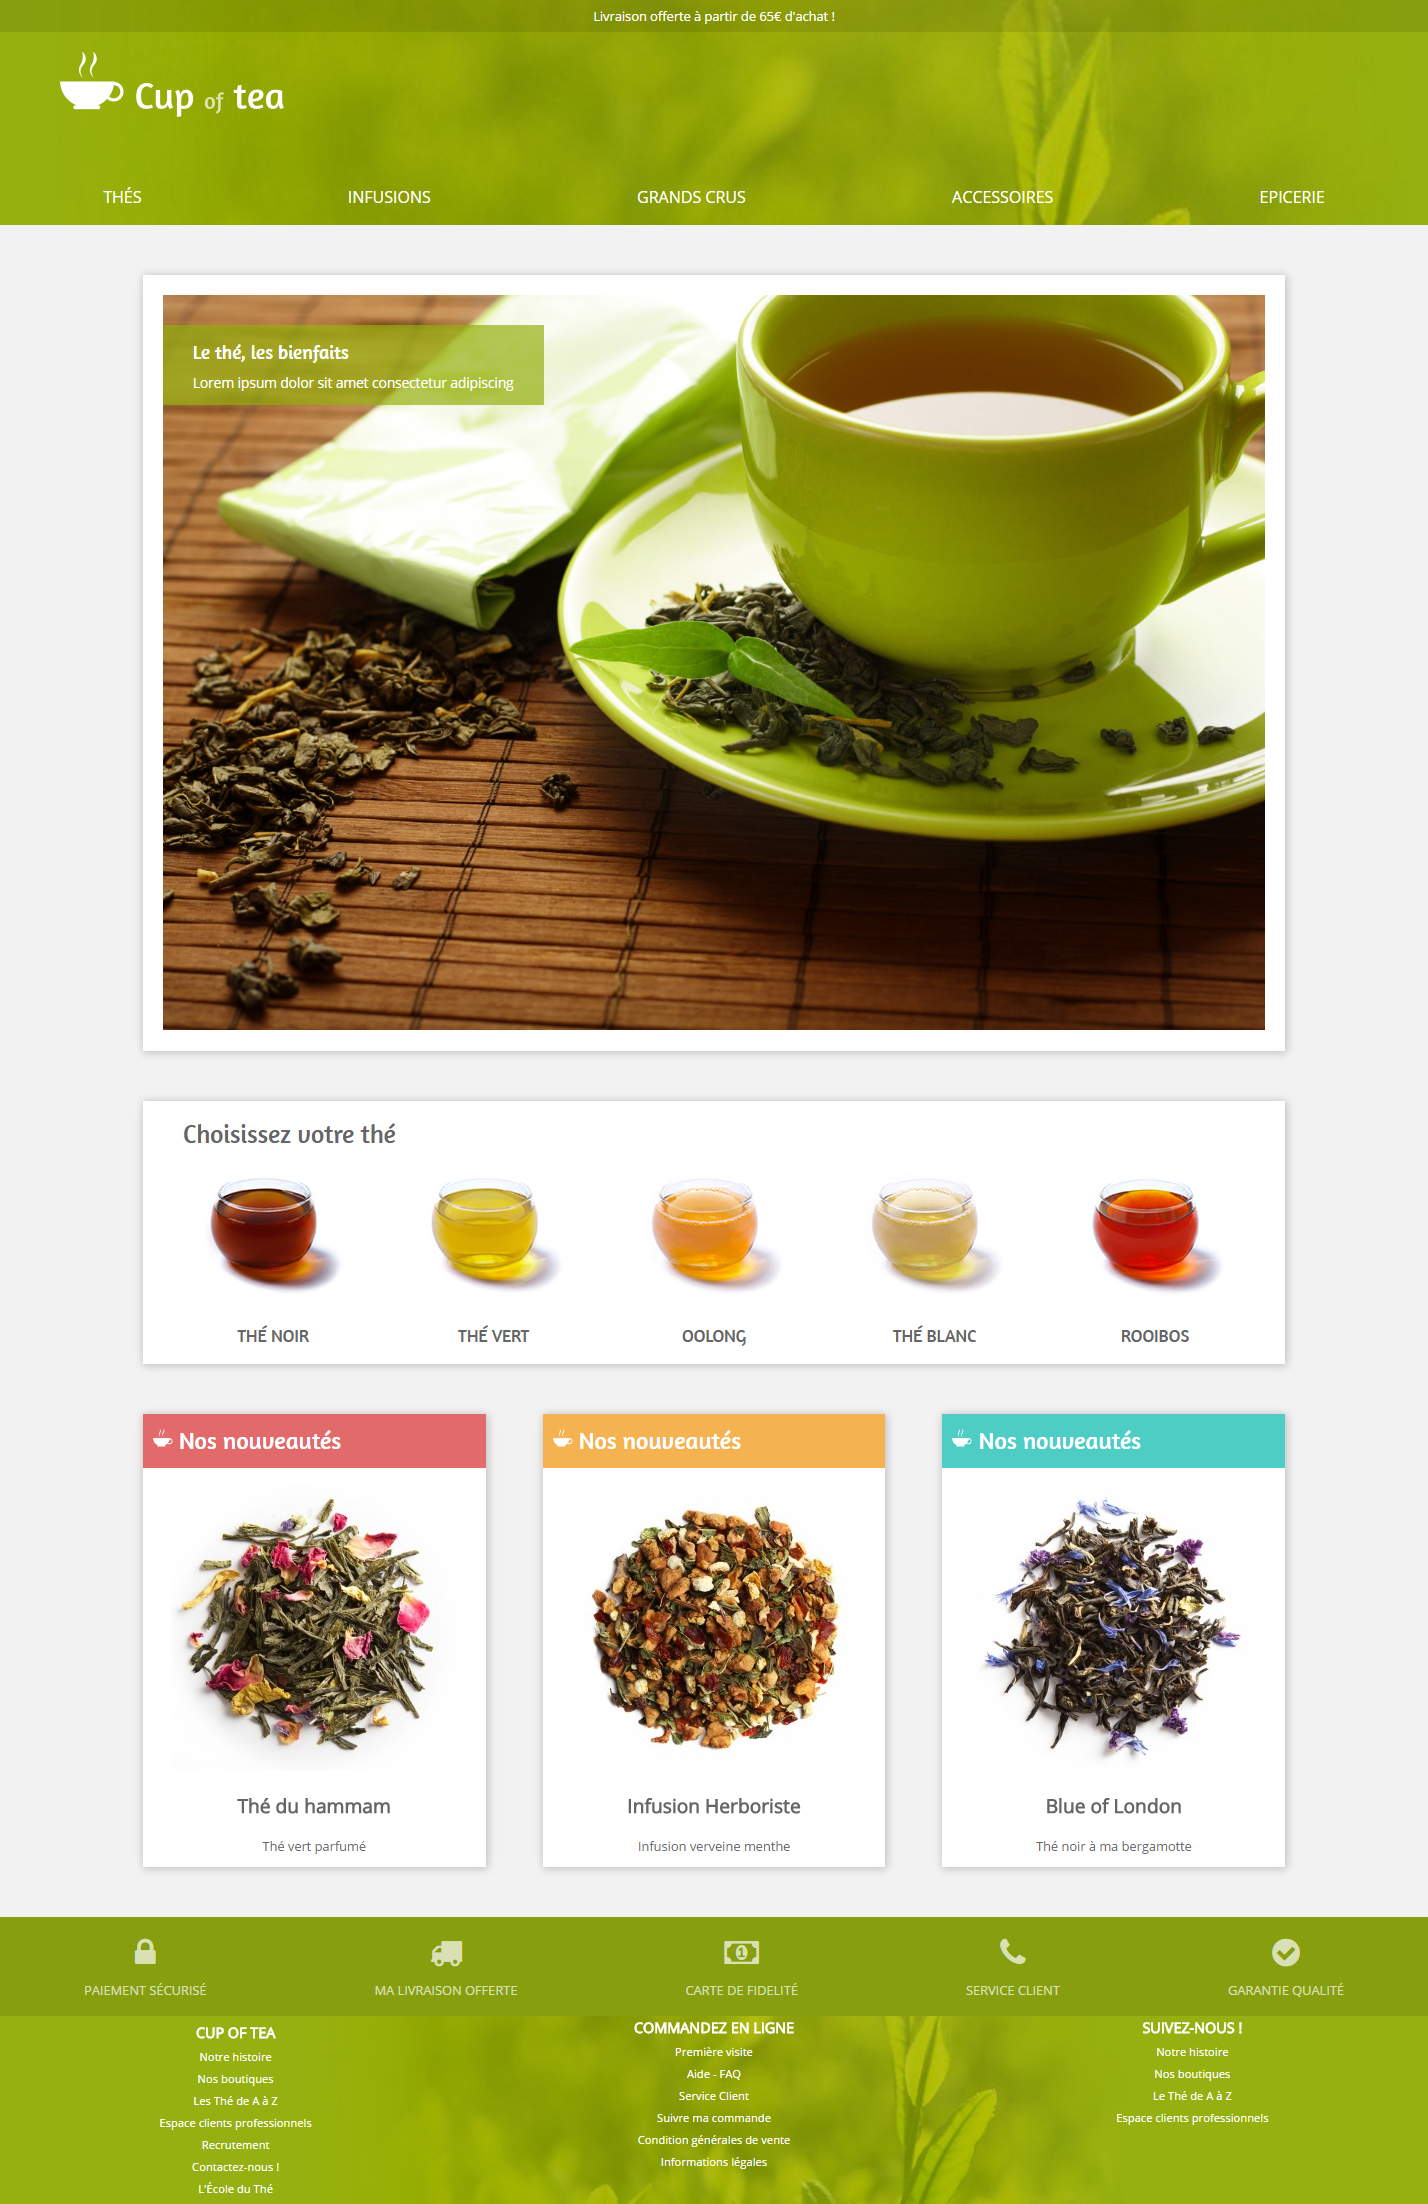 Livraison offerte à partir de 65€ d'achat !
Cup of tea
THÉS INFUSIONS GRANDS CRUS ACCESSOIRES EPICERIE
Le thé, les bienfaits
Lorem ipsum dolor sit amet consectetur adipiscing
Choisissez votre thé
THÉ NOIR THÉ VERT OOLONG THÉ BLANC ROOIBOS
Nos nouveautés
Thé du hammam
Thé vert parfumé
Nos nouveautés
Infusion Herboriste
Infusion verveine menthe
Nos nouveautés
Blue of London
Thé noir à ma bergamotte
PAIEMENT SÉCURISÉ
MA LIVRAISON OFFERTE
1
CARTE DE FIDELITÉ
SERVICE CLIENT
GARANTIE QUALITÉ
CUP OF TEA
Notre histoire
Nos boutiques
Les Thé de A à Z
Espace clients professionnels
Recrutement
Contactez-nous !
L'École du Thé
COMMANDEZ EN LIGNE
Première visite
Aide - FAQ
Service Client
Suivre ma commande
Condition générales de vente
Informations légales
SUIVEZ-NOUS !
Notre histoire
Nos boutiques
Le Thé de A à Z
Espace clients professionnels